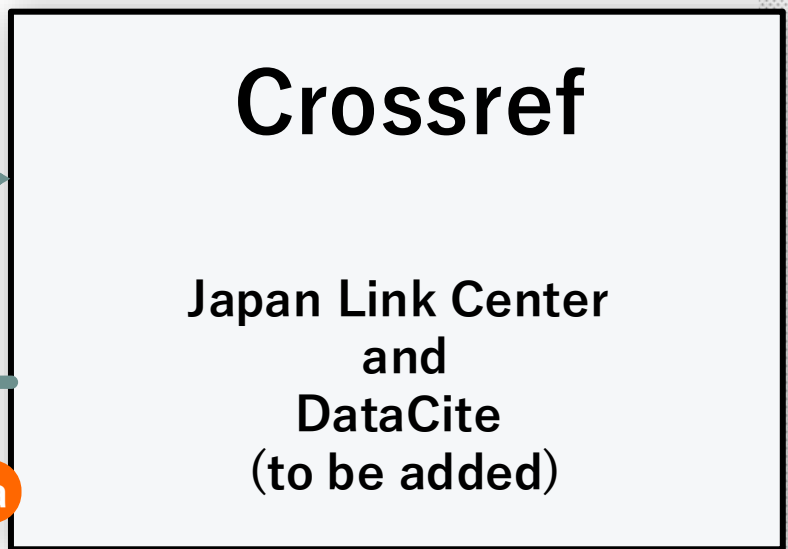 Crossref
Japan Link Center
and
DataCite
(to be added)